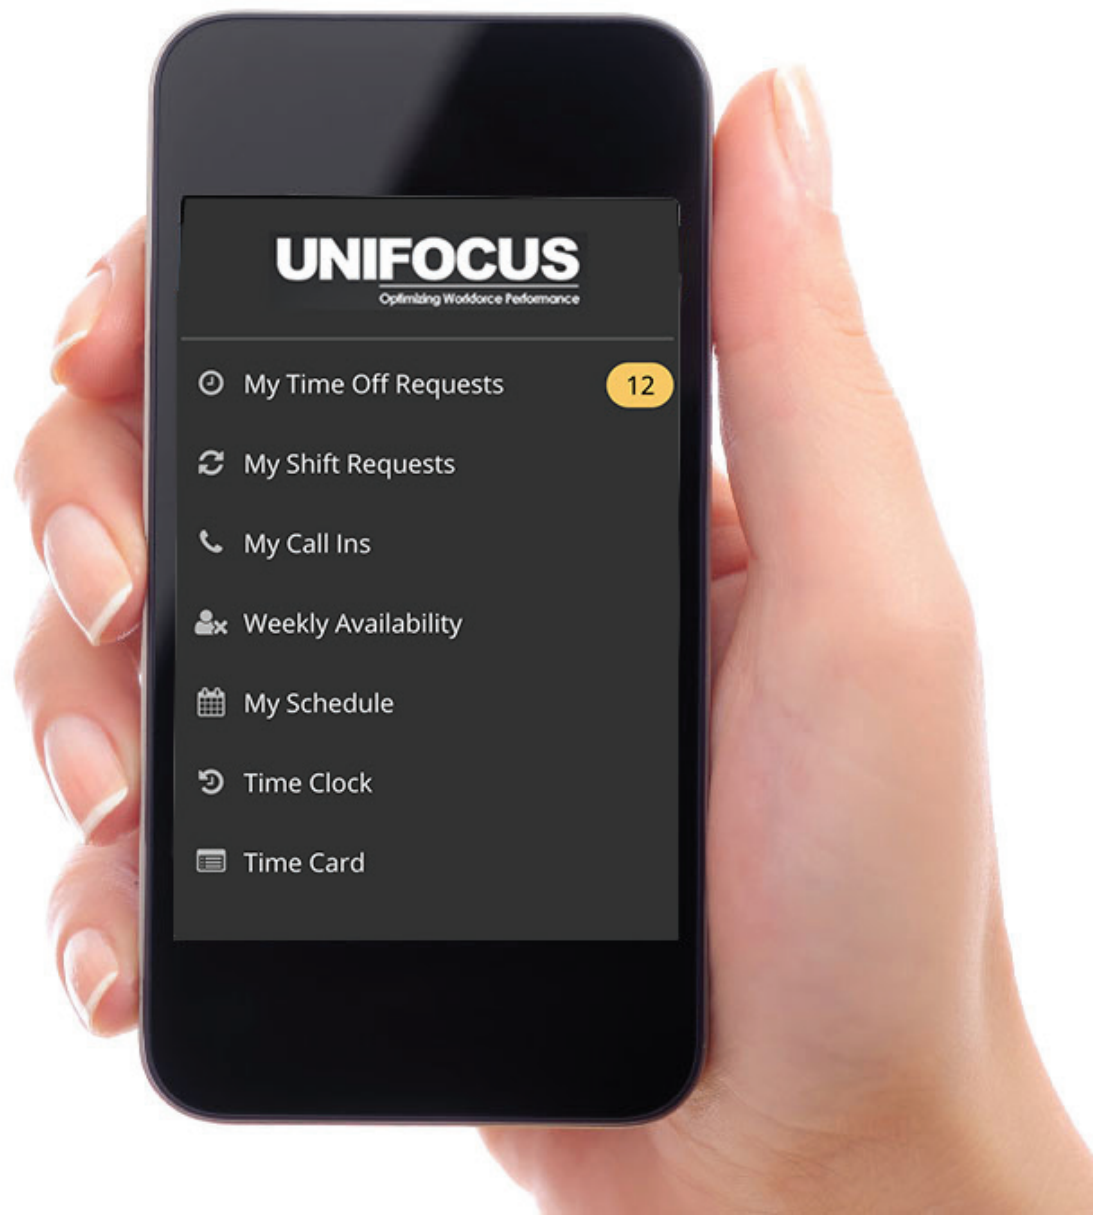 UNIFOCUS
Optimizing Workforce Performance
My Time Off Requests 12
My Shift Requests
My Call Ins
Weekly Availability
My Schedule
Time Clock
Time Card